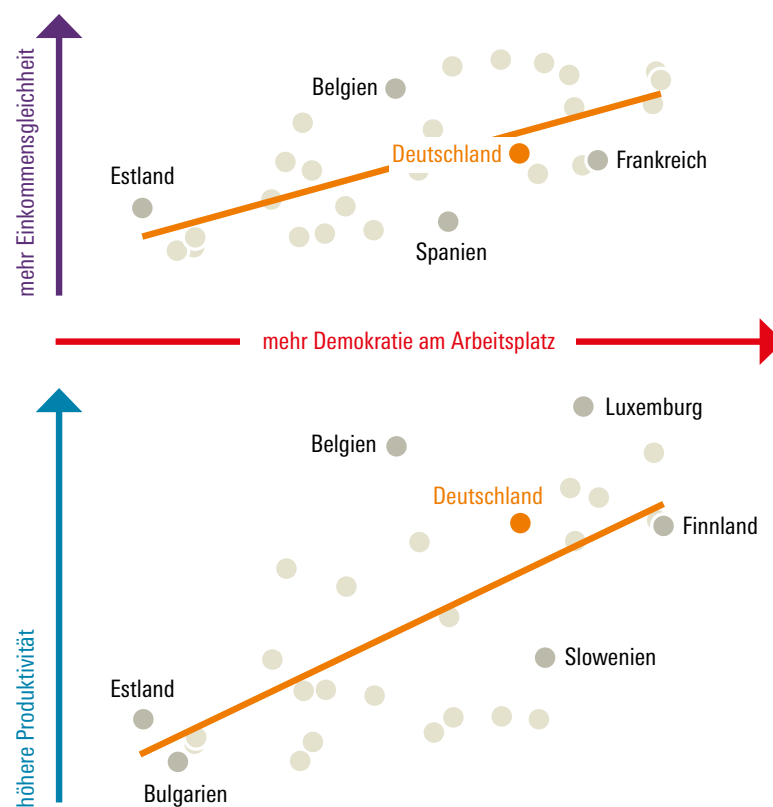 mehr Einkommensgleichheit
Belgien
Deutschland
Frankreich
Estland
Spanien
mehr Demokratie am Arbeitsplatz
höhere Produktivität
Luxemburg
Belgien
Deutschland
Finnland
Slowenien
Estland
Bulgarien